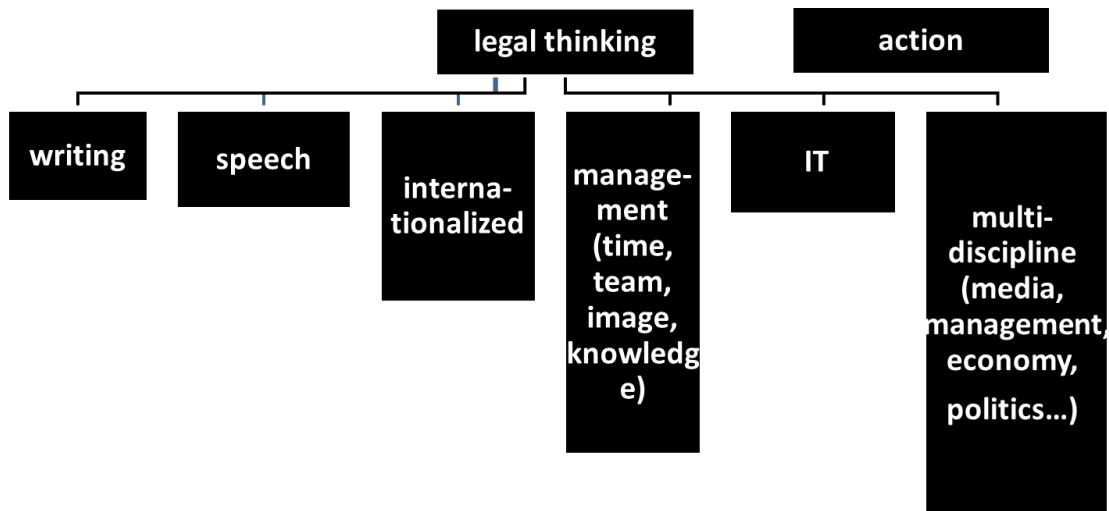 legal thinking
action
writing
speech
interna-
tionalized
manage-
ment
(time,
team,
image,
knowledg
e)
IT
multi-
discipline
(media,
management,
economy,
politics…)